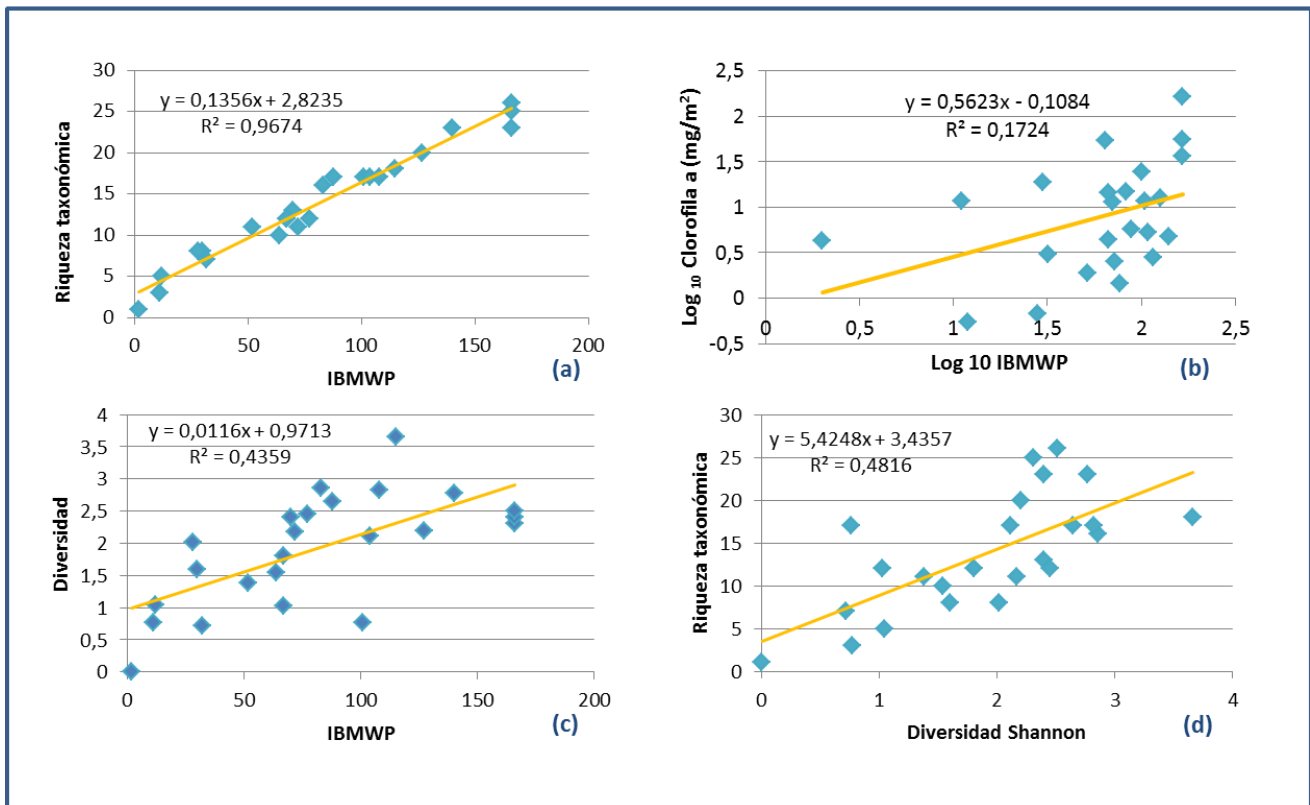 30
25
20
15
10
5
0
Riqueza taxonómica
y = 0,1356x + 2,8235
R² = 0,9674
0 50 100 150 200
IBMWP
(a)
2,5
2
1,5
1
0,5
0
-0,5
Log 10 Clorofila a (mg/m²)
y = 0,5623x - 0,1084
R² = 0,1724
0 0,5 1 1,5 2 2,5
Log 10 IBMWP
(b)
4
3,5
3
2,5
2
1,5
1
0,5
0
Diversidad
y = 0,0116x + 0,9713
R² = 0,4359
0 50 100 150 200
IBMWP
(c)
30
25
20
15
10
5
0
Riqueza taxonómica
y = 5,4248x + 3,4357
R² = 0,4816
0 1 2 3 4
Diversidad Shannon
(d)